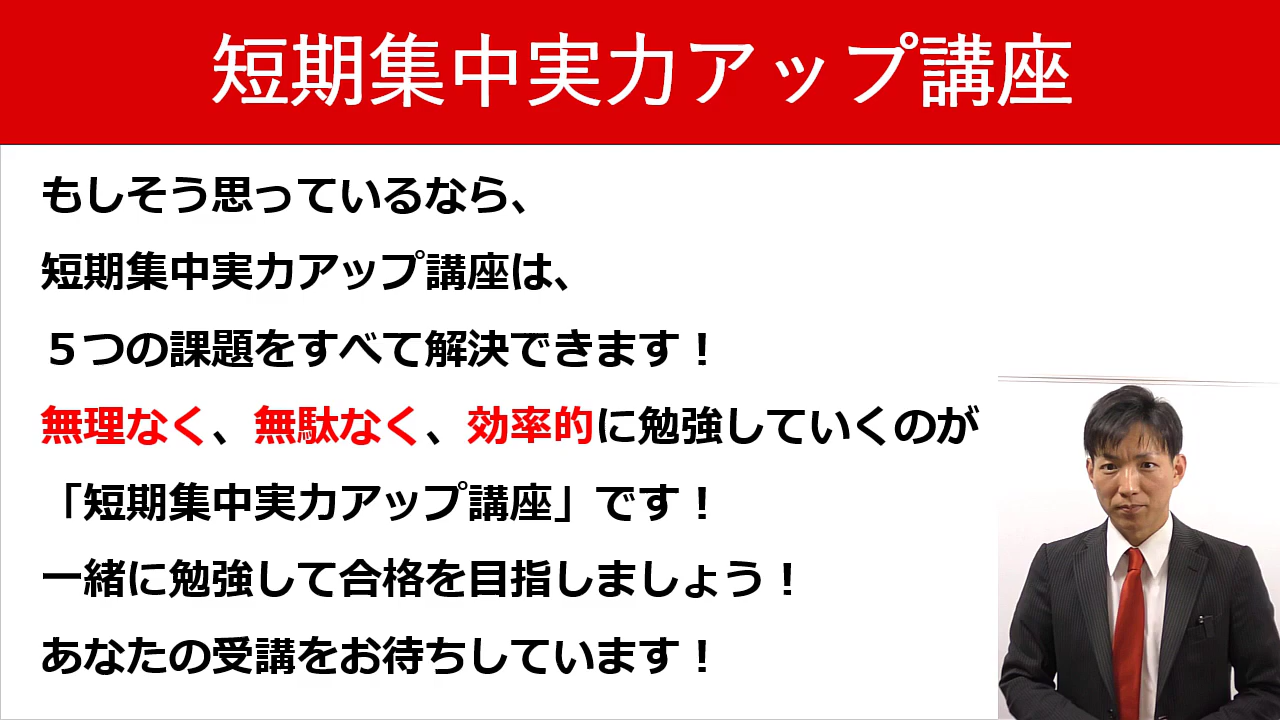 短期集中実力アップ講座
もしそう思っているなら、
短期集中実力アップ講座は、
５つの課題をすべて解決できます！
無理なく、無駄なく、効率的に勉強していくのが
「短期集中実力アップ講座」です！
一緒に勉強して合格を目指しましょう！
あなたの受講をお待ちしています！